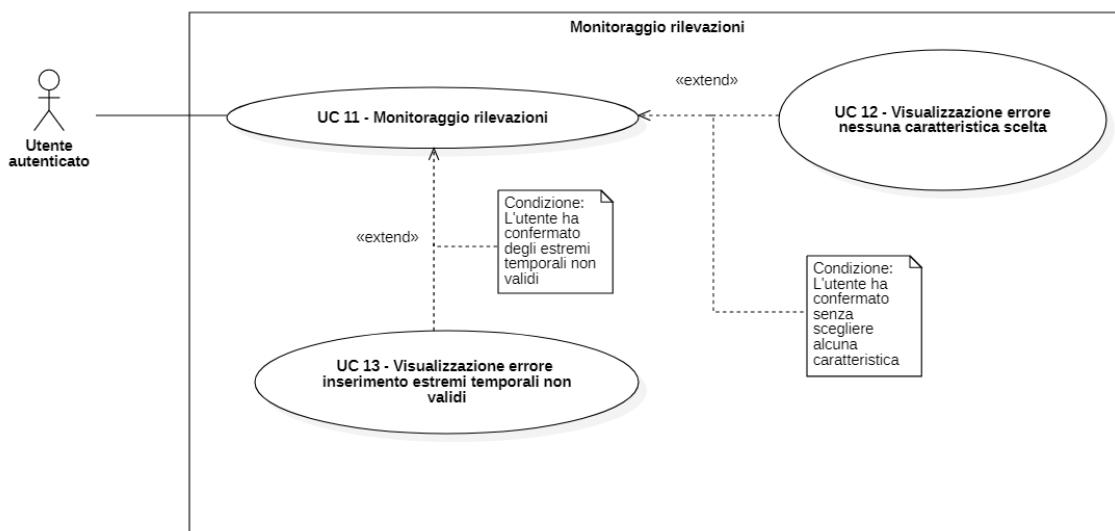 Monitoraggio rilevazioni
«extend»
UC 11 - Monitoraggio rilevazioni
UC 12 - Visualizzazione errore
nessuna caratteristica scelta
Utente
autenticato
Condizione:
L'utente ha
confermato
degli estremi
temporali non
validi
«extend»
Condizione:
L'utente ha
confermato
senza
scegliere
alcuna
caratteristica
UC 13 - Visualizzazione errore
inserimento estremi temporali non
validi